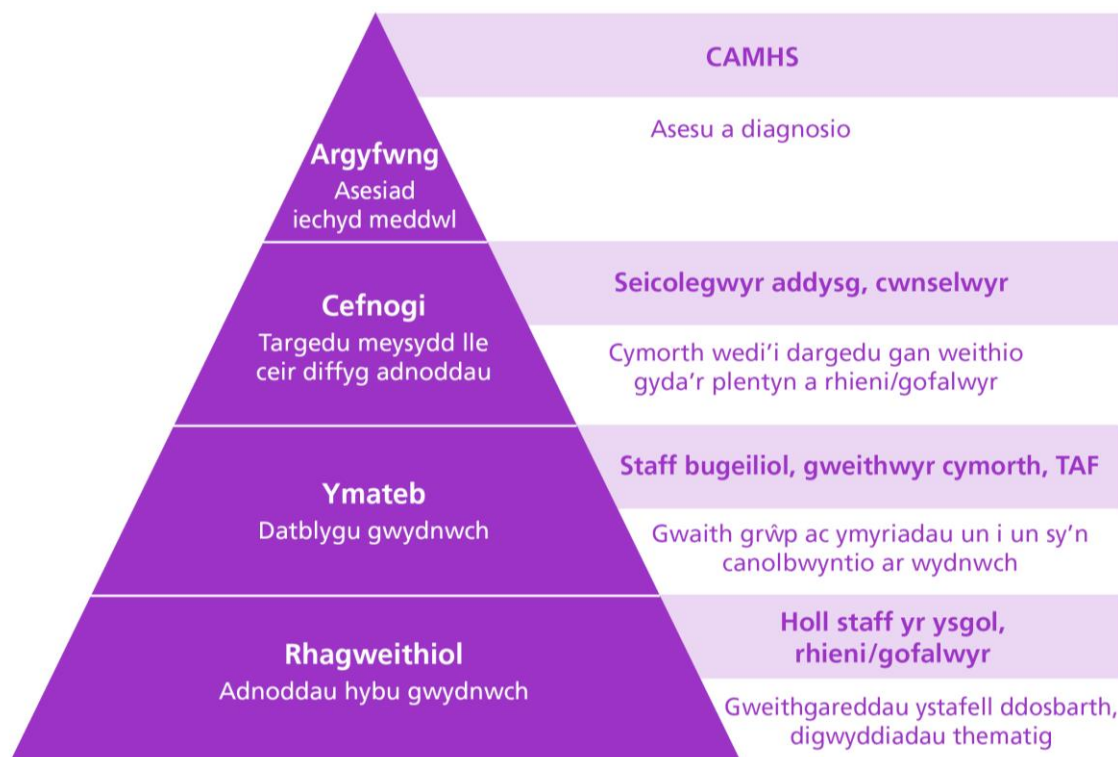 CAMHS
Asesu a diagnosio
Argyfwng
Asesiad
iechyd meddwl
Seicolegwyr addysg, cwnselwyr
Cefnogi
Targedu meysydd lle
ceir diffyg adnoddau
Cymorth wedi’i dargedu gan weithio
gyda’r plentyn a rhieni/gofalwyr
Staff bugeiliol, gweithwyr cymorth, TAF
Ymateb
Datblygu gwydnwch
Gwaith grŵp ac ymyriadau un i un sy’n
canolbwyntio ar wydnwch
Holl staff yr ysgol,
rhieni/gofalwyr
Rhagweithiol
Adnoddau hybu gwydnwch
Gweithgareddau ystafell ddosbarth,
digwyddiadau thematig